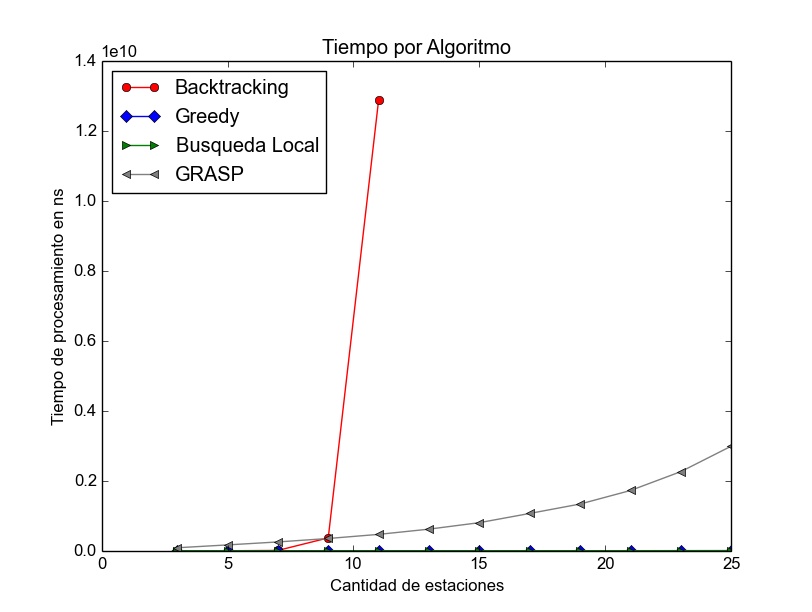 Tiempo por Algoritmo
1e10
1.4
1.2
1.0
0.8
0.6
0.4
0.2
0.0
Tiempo de procesamiento en ns
Backtracking
Greedy
Busqueda Local
GRASP
0 5 10 15 20 25
Cantidad de estaciones